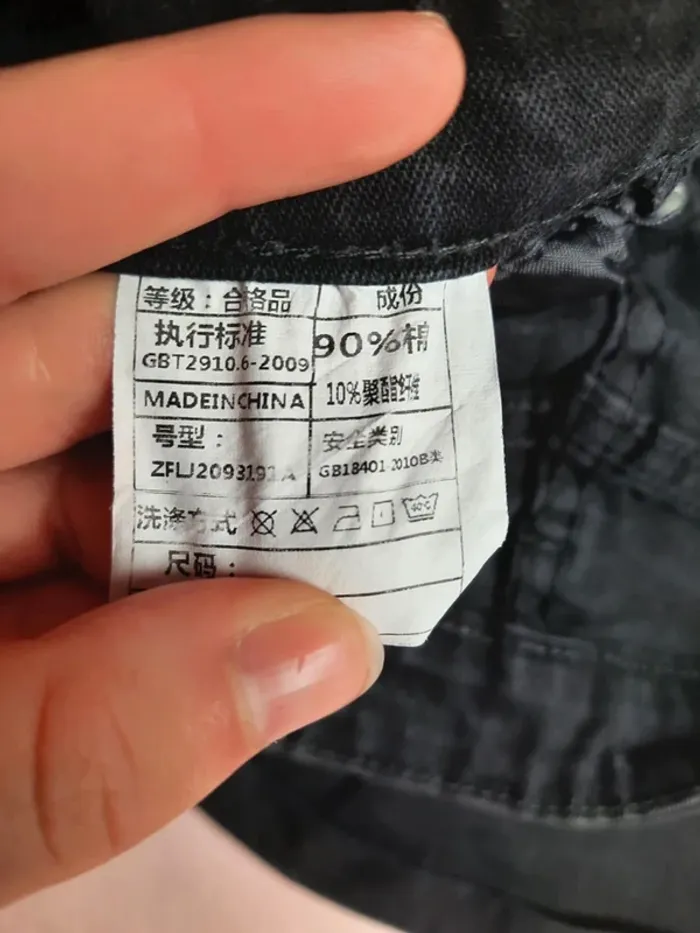 等级：合格品
成份
执行标准
GBT2910.6-2009
90%棉
10%聚酯纤维
MADEINCHINA
号型：
安全类别
GB18401-2010B类
洗涤方式
40°C
尺码：